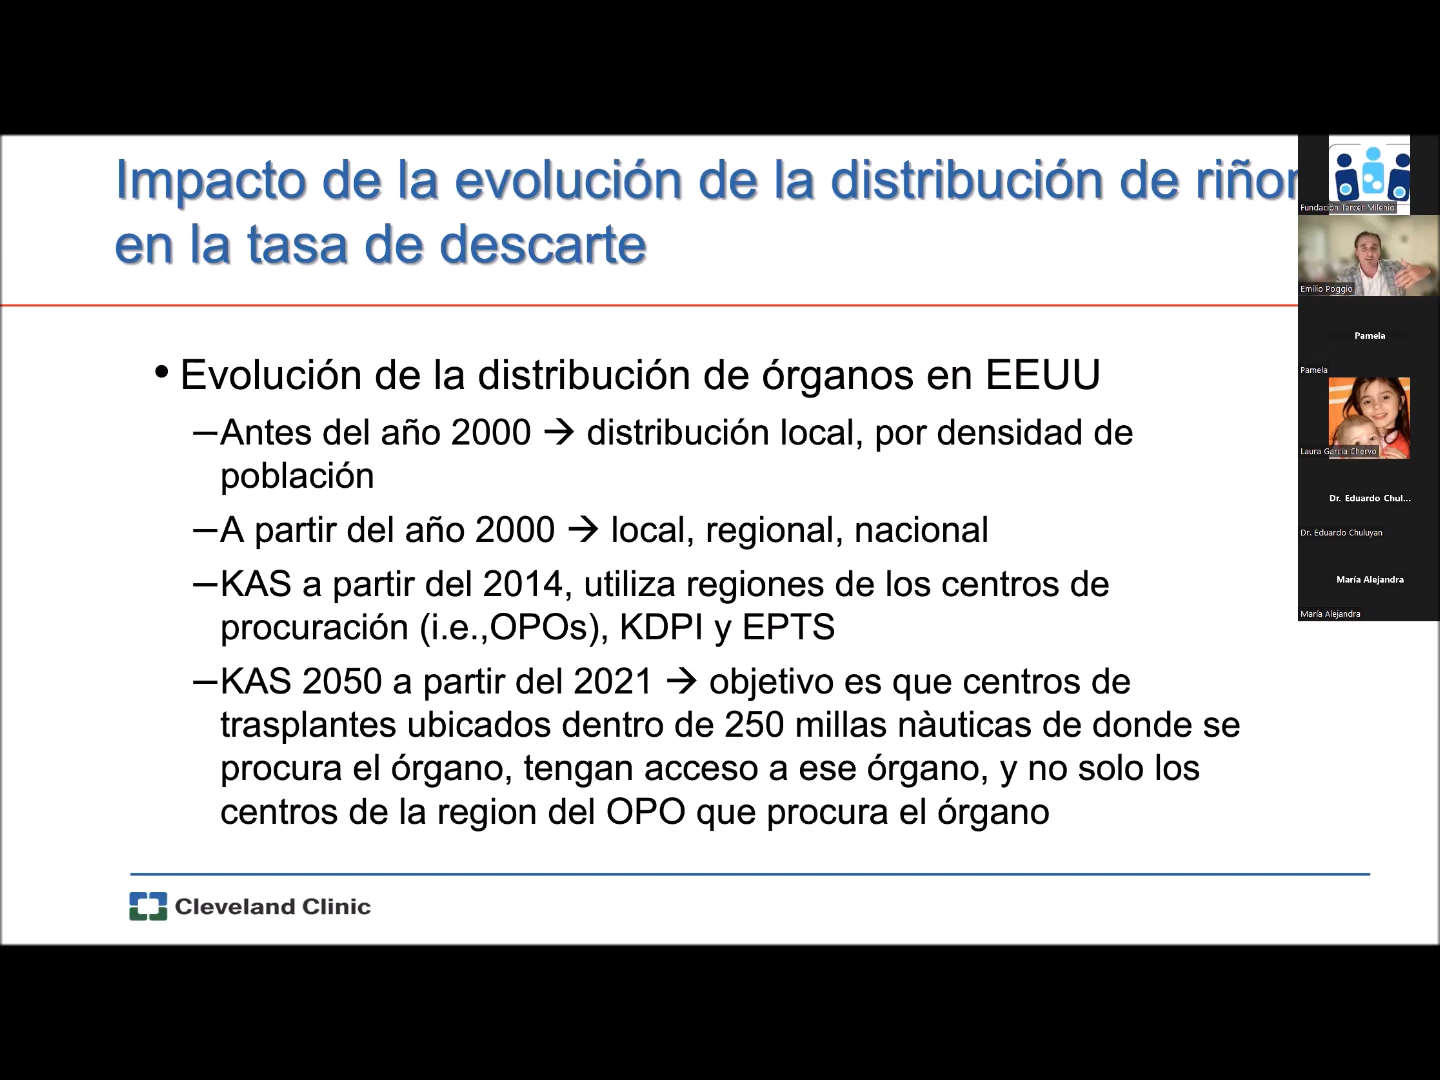 Impacto de la evolución de la distribución de
en la tasa de descarte
• Evolución de la distribución de órganos en EEUU
–Antes del año 2000 → distribución local, por densidad de
población
–A partir del año 2000 → local, regional, nacional
–KAS a partir del 2014, utiliza regiones de los centros de
procuración (i.e.,OPOs), KDPI y EPTS
–KAS 2050 a partir del 2021 → objetivo es que centros de
trasplantes ubicados dentro de 250 millas nàuticas de donde se
procura el órgano, tengan acceso a ese órgano, y no solo los
centros de la region del OPO que procura el órgano
Cleveland Clinic
Fundación Tercer Milenio
Emilio Poggio
Pamela
Pamela
Laura García Chervo
Dr. Eduardo Chul...
Dr. Eduardo Chuluyan
María Alejandra
María Alejandra